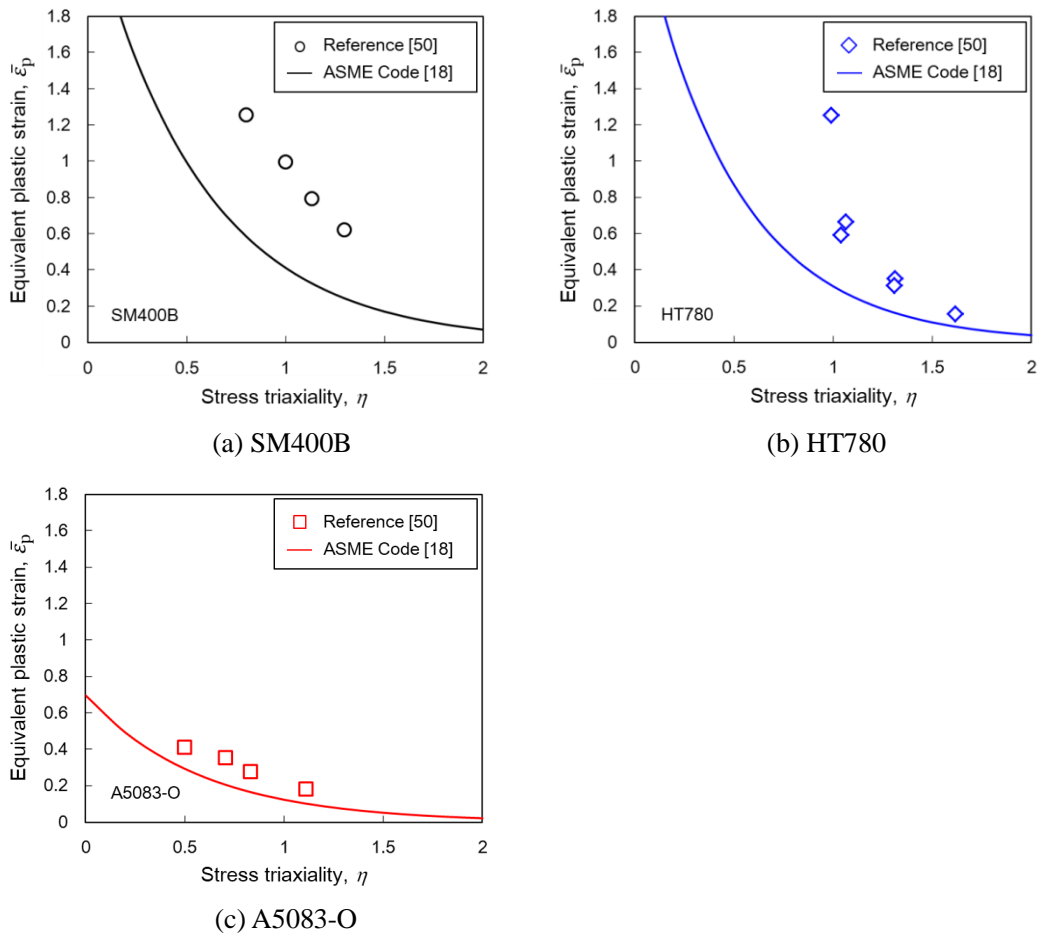 1.8
1.6
1.4
1.2
1
0.8
0.6
0.4
0.2
0
Equivalent plastic strain, ε̄p
Reference [50]
ASME Code [18]
SM400B
0 0.5 1 1.5 2
Stress triaxiality, η
(a) SM400B
1.8
1.6
1.4
1.2
1
0.8
0.6
0.4
0.2
0
Equivalent plastic strain, ε̄p
Reference [50]
ASME Code [18]
HT780
0 0.5 1 1.5 2
Stress triaxiality, η
(b) HT780
1.8
1.6
1.4
1.2
1
0.8
0.6
0.4
0.2
0
Equivalent plastic strain, ε̄p
Reference [50]
ASME Code [18]
A5083-O
0 0.5 1 1.5 2
Stress triaxiality, η
(c) A5083-O